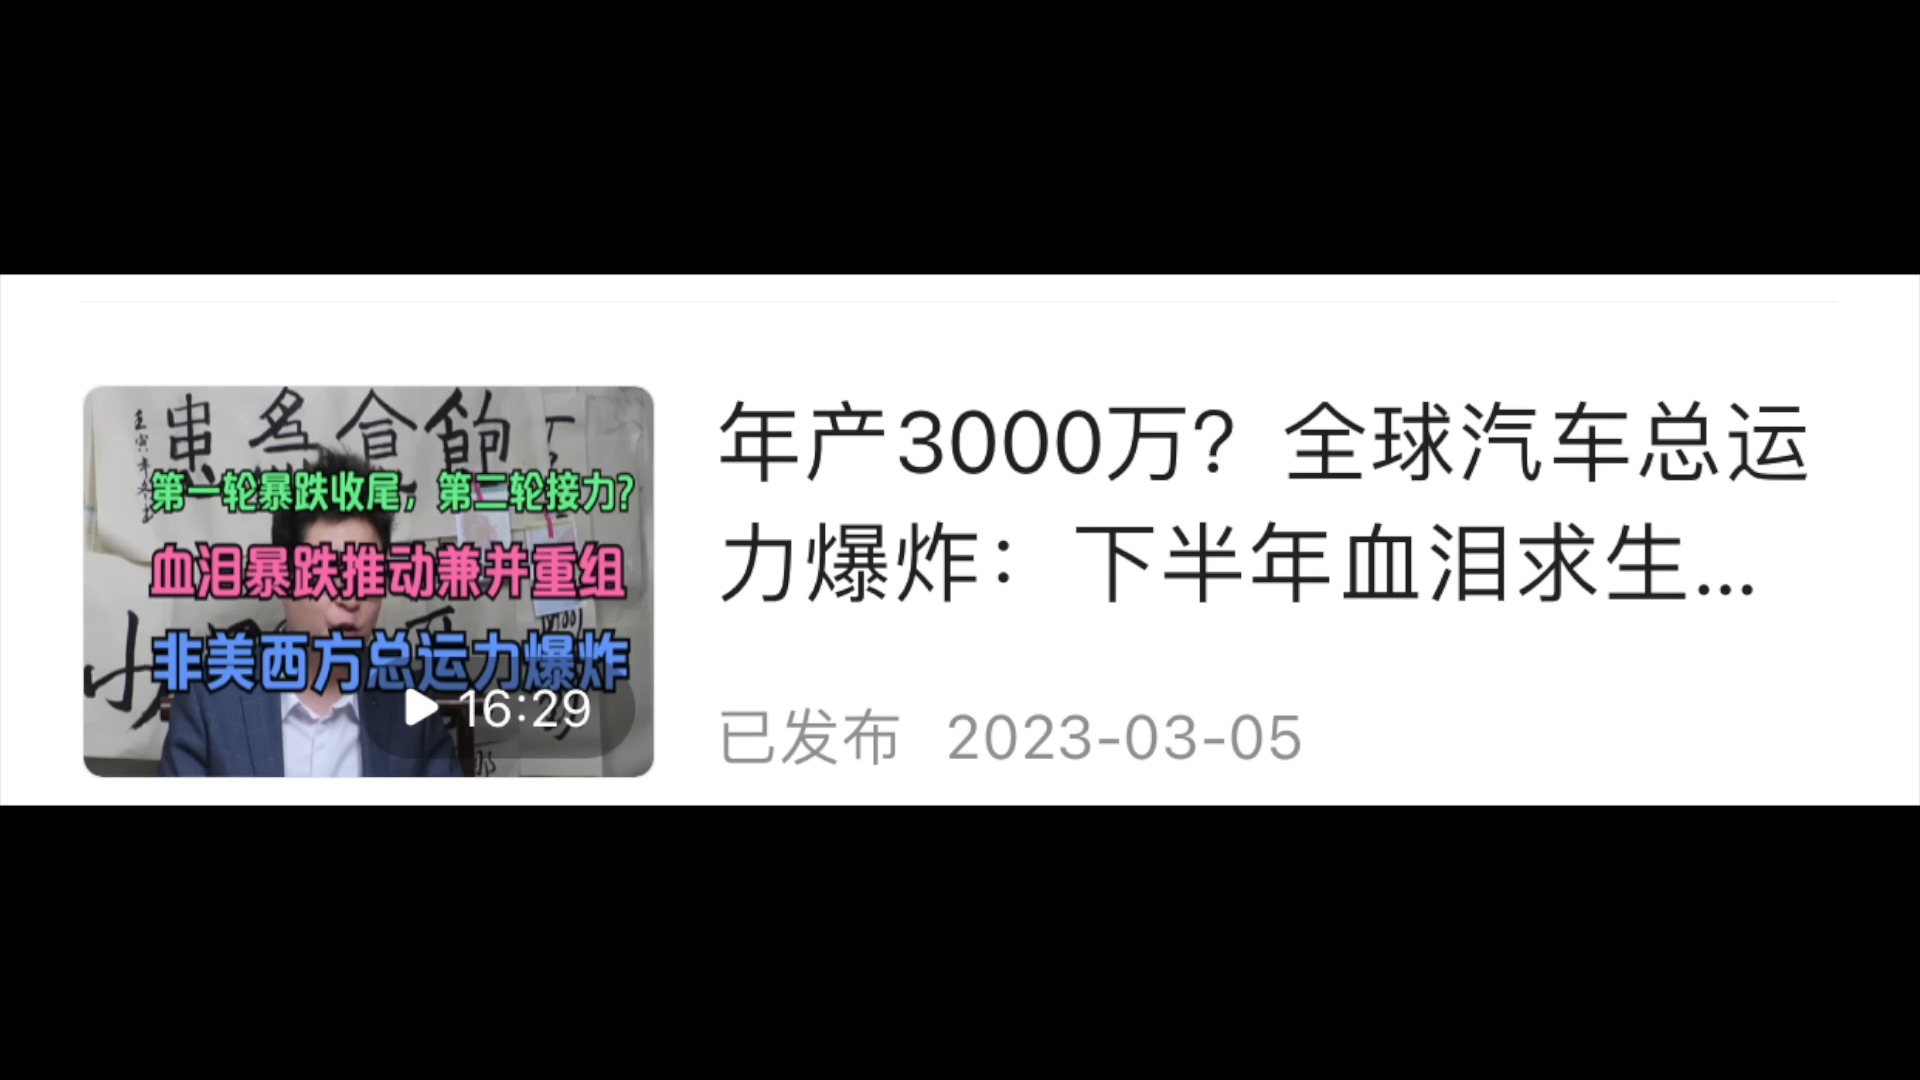 第一轮暴跌收尾，第二轮接力?
血泪暴跌推动兼并重组
非美西方总运力爆炸
16:29
年产3000万？全球汽车总运
力爆炸：下半年血泪求生...
已发布 2023-03-05